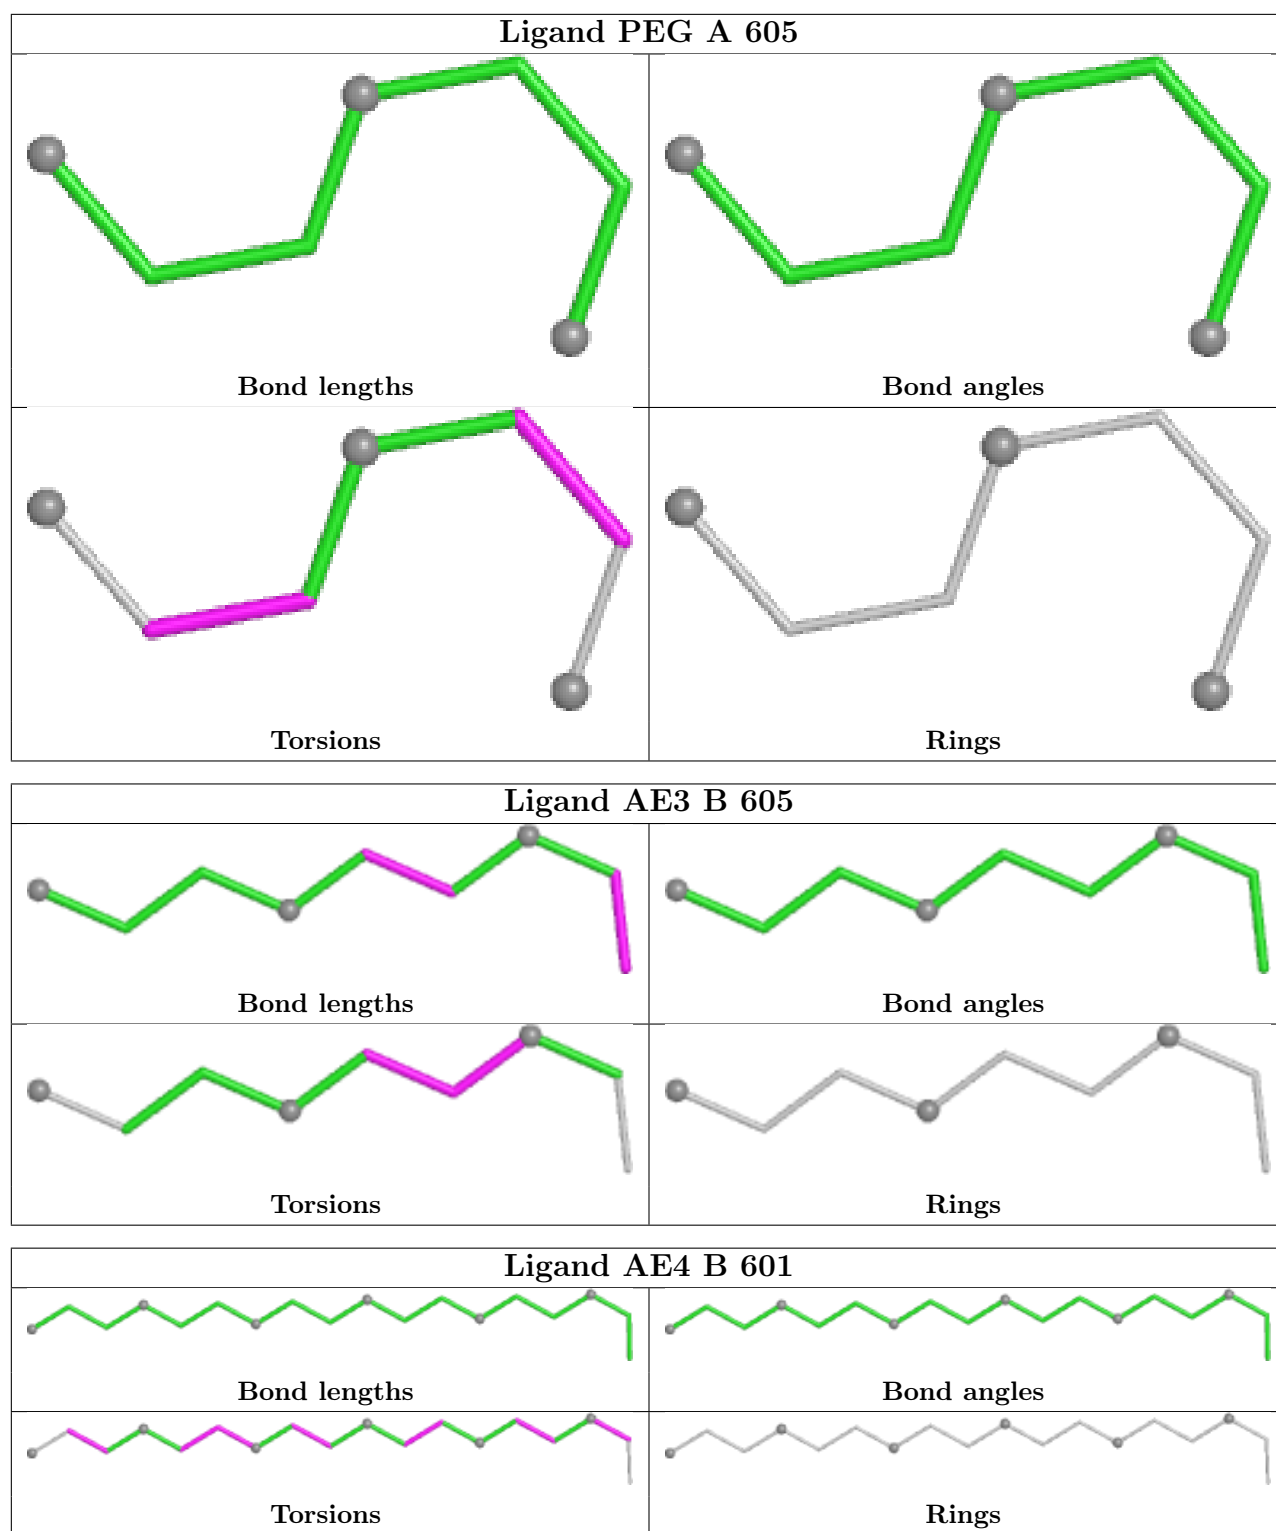 Ligand PEG A 605
Bond lengths
Bond angles
Torsions
Rings
Ligand AE3 B 605
Bond lengths
Bond angles
Torsions
Rings
Ligand AE4 B 601
Bond lengths
Bond angles
Torsions
Rings